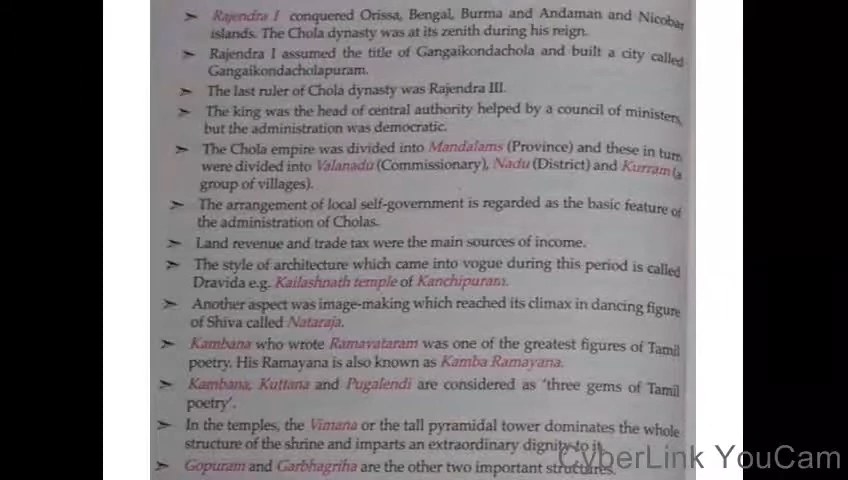 ➢ Rajendra I conquered Orissa, Bengal, Burma and Andaman and Nicobar
islands. The Chola dynasty was at its zenith during his reign.
➢ Rajendra I assumed the title of Gangaikondachola and built a city called
Gangaikondacholapuram.
➢ The last ruler of Chola dynasty was Rajendra III.
➢ The king was the head of central authority helped by a council of ministers,
but the administration was democratic.
➢ The Chola empire was divided into Mandalams (Province) and these in turn
were divided into Valanadu (Commissionary), Nadu (District) and Kurram (a
group of villages).
➢ The arrangement of local self-government is regarded as the basic feature of
the administration of Cholas.
➢ Land revenue and trade tax were the main sources of income.
➢ The style of architecture which came into vogue during this period is called
Dravida e.g. Kailashnath temple of Kanchipuram.
➢ Another aspect was image-making which reached its climax in dancing figure
of Shiva called Nataraja.
➢ Kambana who wrote Ramavataram was one of the greatest figures of Tamil
poetry. His Ramayana is also known as Kamba Ramayana.
➢ Kambana, Kuttana and Pugalendi are considered as 'three gems of Tamil
poetry'.
➢ In the temples, the Vimana or the tall pyramidal tower dominates the whole
structure of the shrine and imparts an extraordinary dignity to it.
➢ Gopuram and Garbhagriha are the other two important structures.
CyberLink YouCam